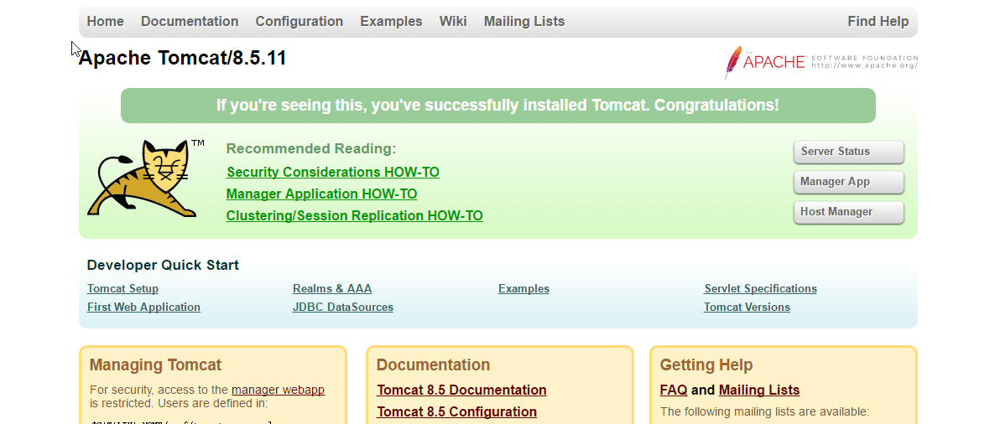 Home Documentation Configuration Examples Wiki Mailing Lists Find Help
Apache Tomcat/8.5.11
THE
APACHE® SOFTWARE FOUNDATION
http://www.apache.org/
If you're seeing this, you've successfully installed Tomcat. Congratulations!
TM
Recommended Reading:
Security Considerations HOW-TO
Manager Application HOW-TO
Clustering/Session Replication HOW-TO
Server Status
Manager App
Host Manager
Developer Quick Start
Tomcat Setup
First Web Application
Realms & AAA
JDBC DataSources
Examples
Servlet Specifications
Tomcat Versions
Managing Tomcat
For security, access to the manager webapp
is restricted. Users are defined in:
Documentation
Tomcat 8.5 Documentation
Tomcat 8.5 Configuration
Getting Help
FAQ and Mailing Lists
The following mailing lists are available: